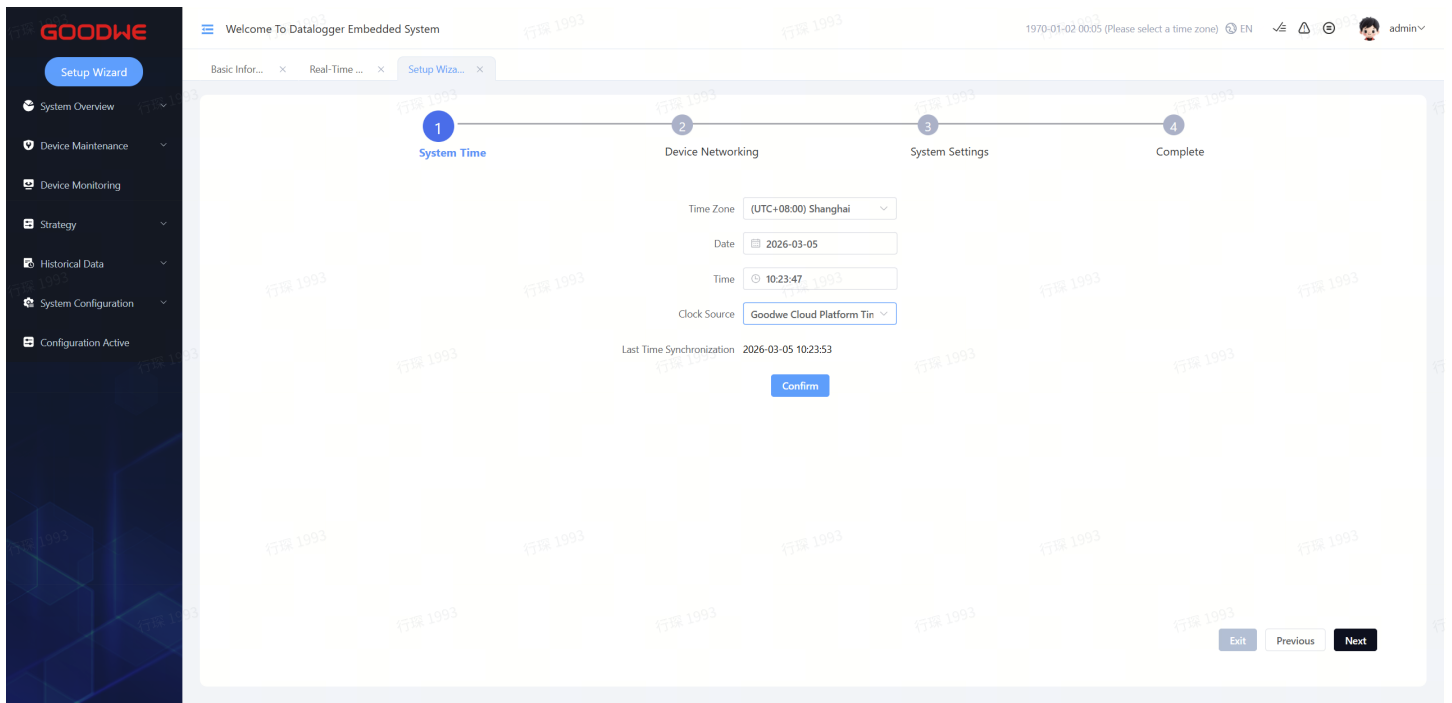 GOODWE
Welcome To Datalogger Embedded System
1970-01-02 00:05 (Please select a time zone) EN
admin
Setup Wizard
Basic Infor... × Real-Time ... × Setup Wiza... ×
System Overview
Device Maintenance
Device Monitoring
Strategy
Historical Data
System Configuration
Configuration Active
1
2
3
4
System Time
Device Networking
System Settings
Complete
Time Zone (UTC+08:00) Shanghai
Date 2026-03-05
Time 10:23:47
Clock Source Goodwe Cloud Platform Tim
Last Time Synchronization 2026-03-05 10:23:53
Confirm
Exit Previous Next
行琛 1993